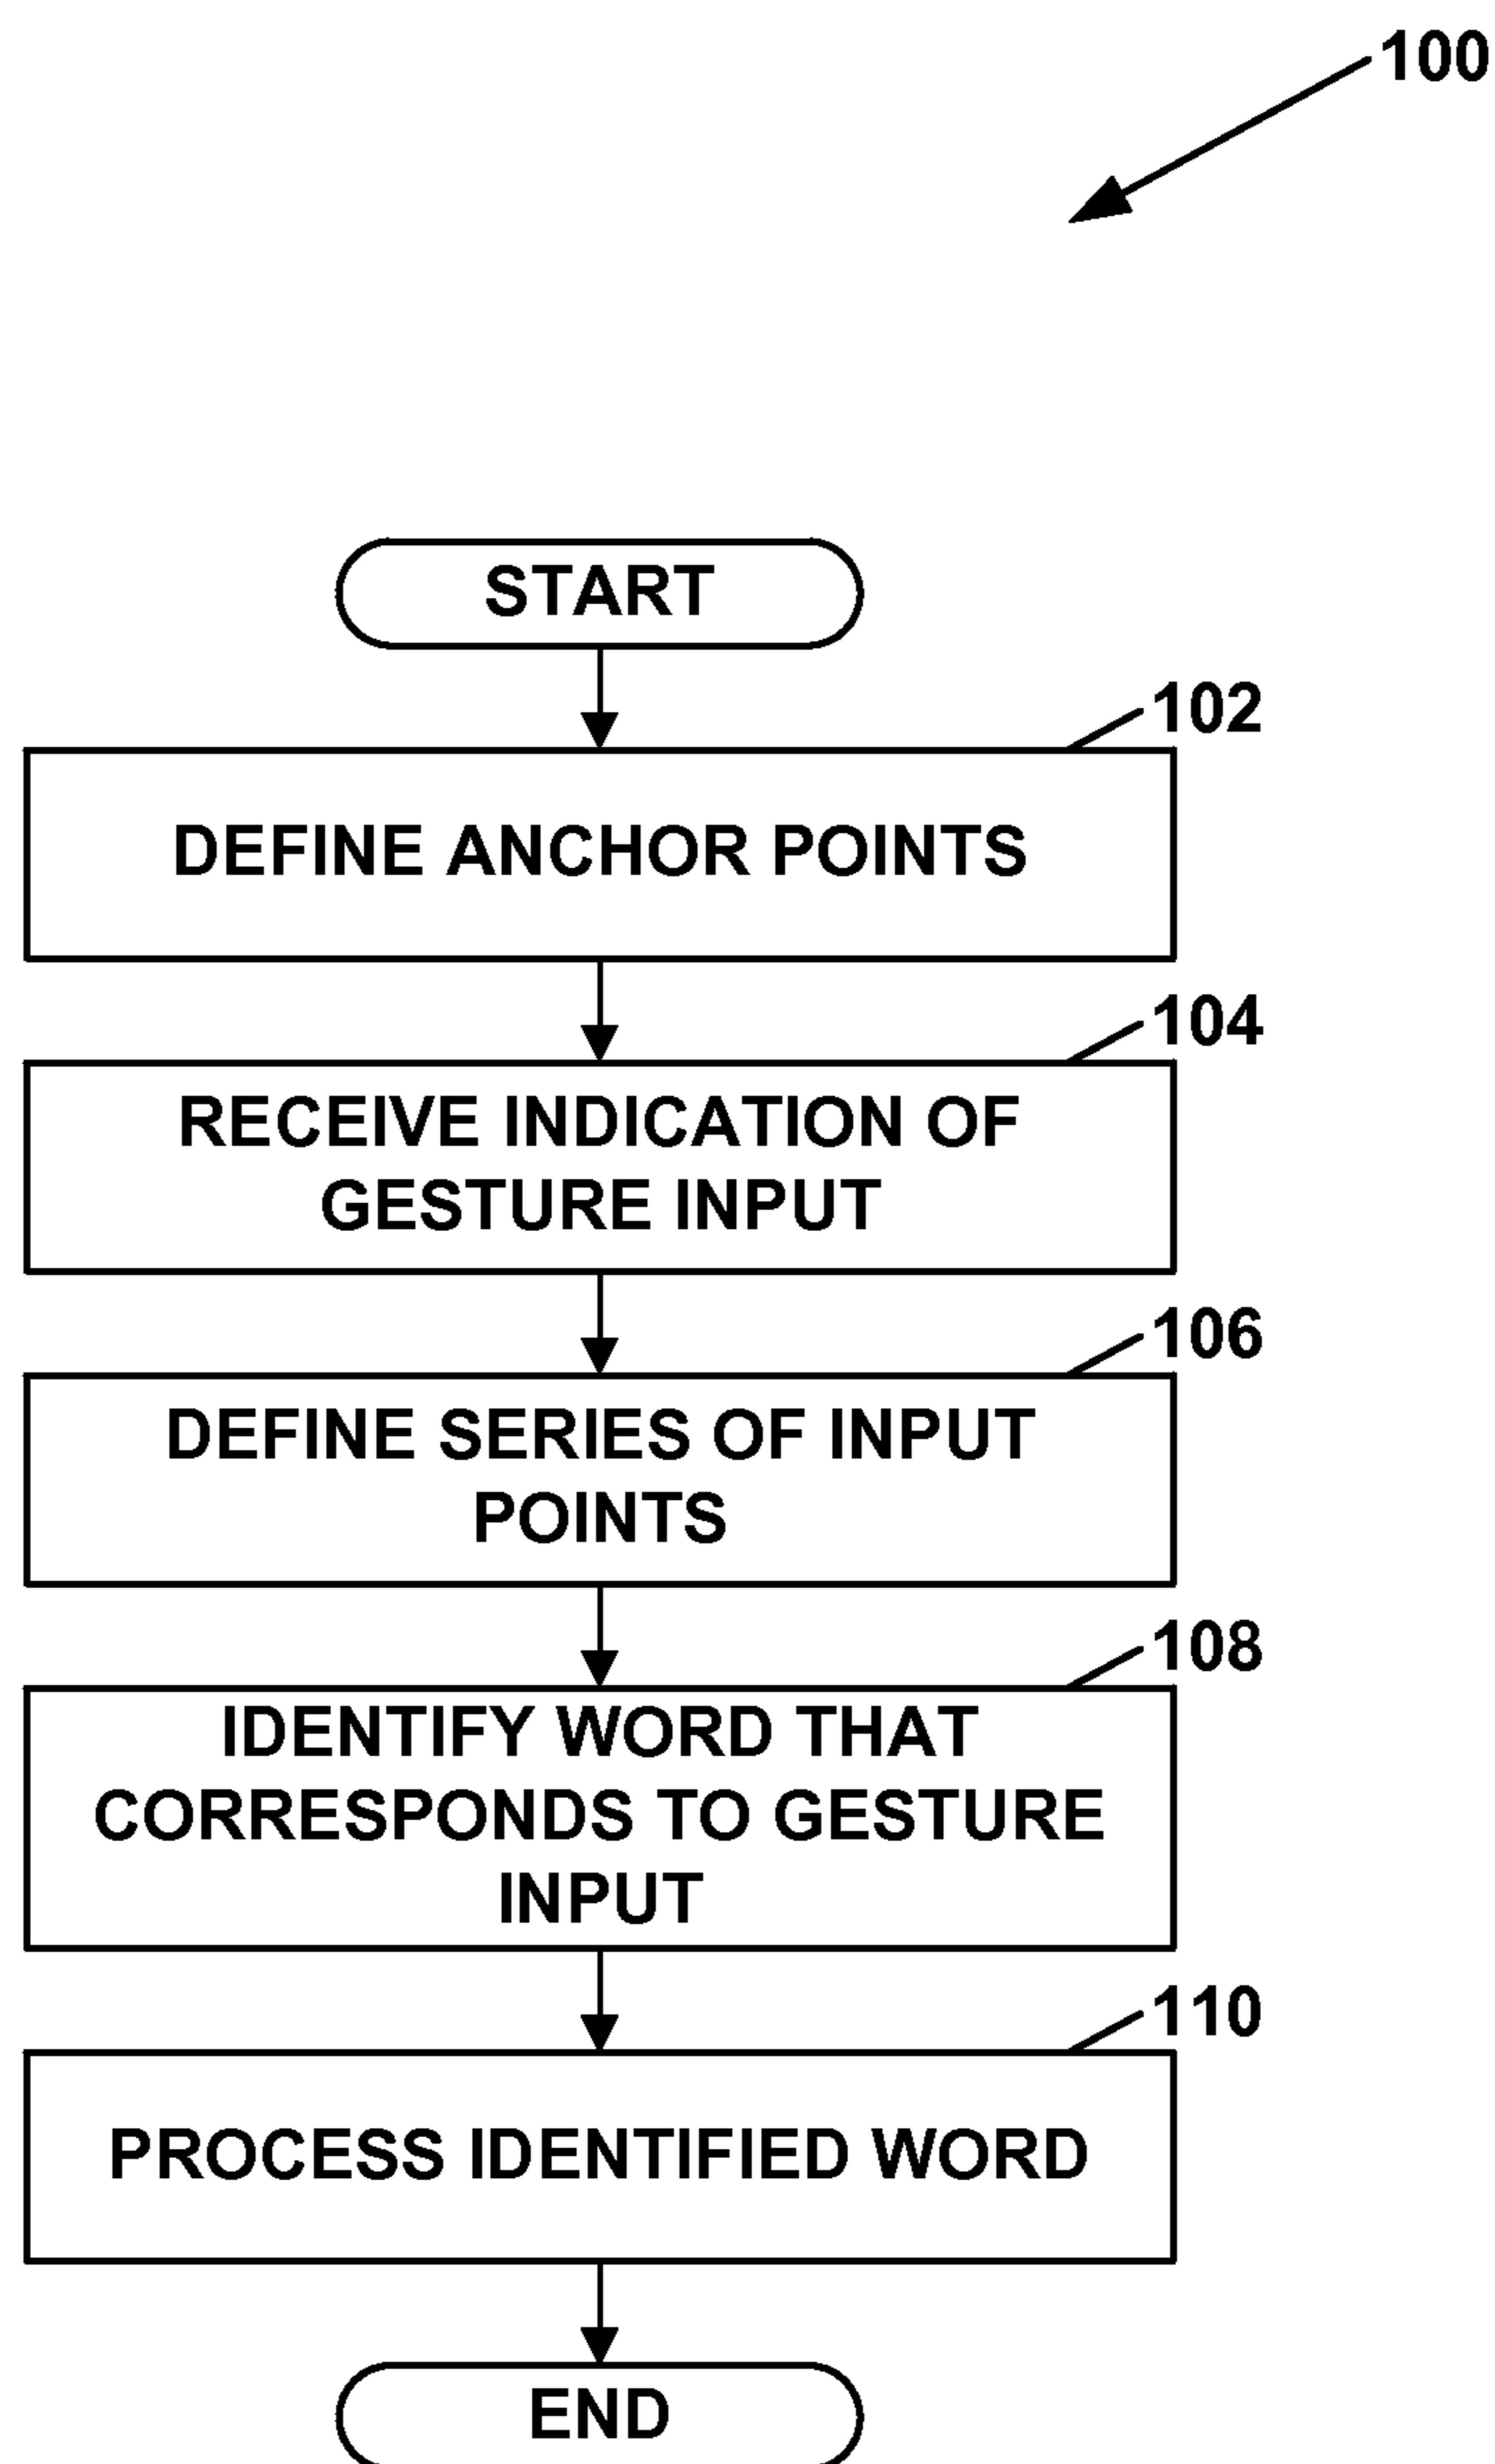 100
START
102
DEFINE ANCHOR POINTS
104
RECEIVE INDICATION OF
GESTURE INPUT
106
DEFINE SERIES OF INPUT
POINTS
108
IDENTIFY WORD THAT
CORRESPONDS TO GESTURE
INPUT
110
PROCESS IDENTIFIED WORD
END